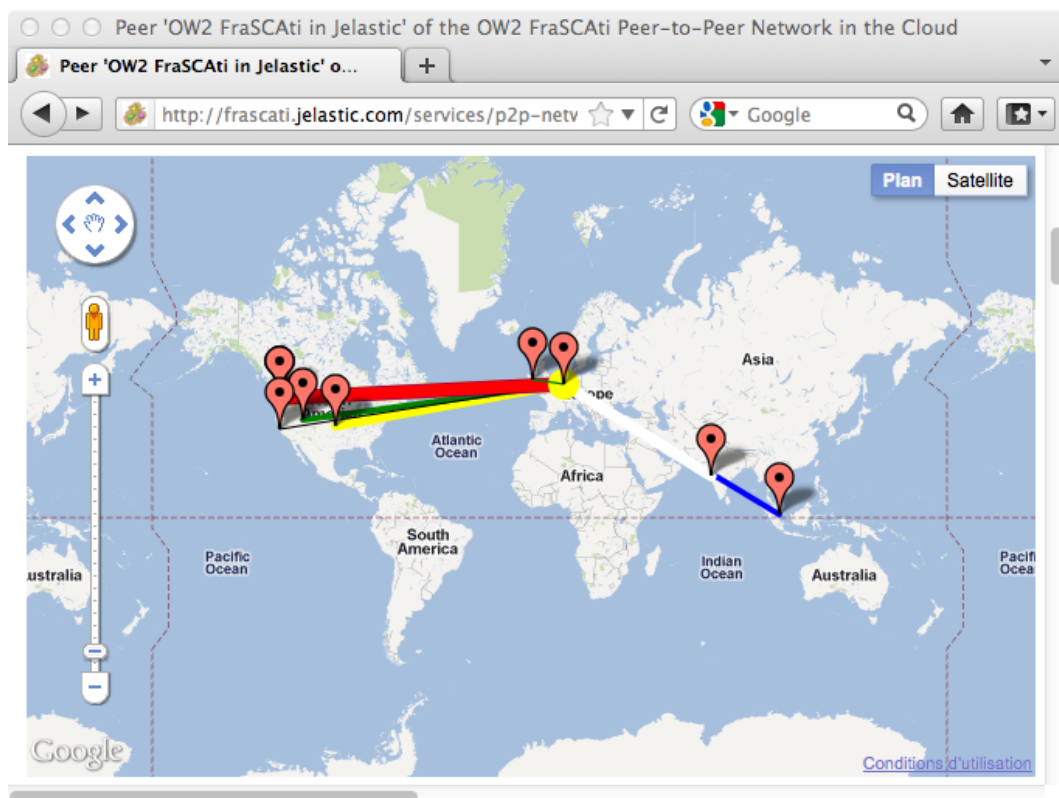 Peer 'OW2 FraSCAti in Jelastic' of the OW2 FraSCAti Peer-to-Peer Network in the Cloud
Peer 'OW2 FraSCAti in Jelastic' o...
http://frascati.jelastic.com/services/p2p-netv
Google
Plan
Satellite
Asia
Atlantic
Ocean
Africa
South
America
Pacific
Ocean
Indian
Ocean
Australia
ustralia
Pacifi
Ocea
Google
Conditions d'utilisation